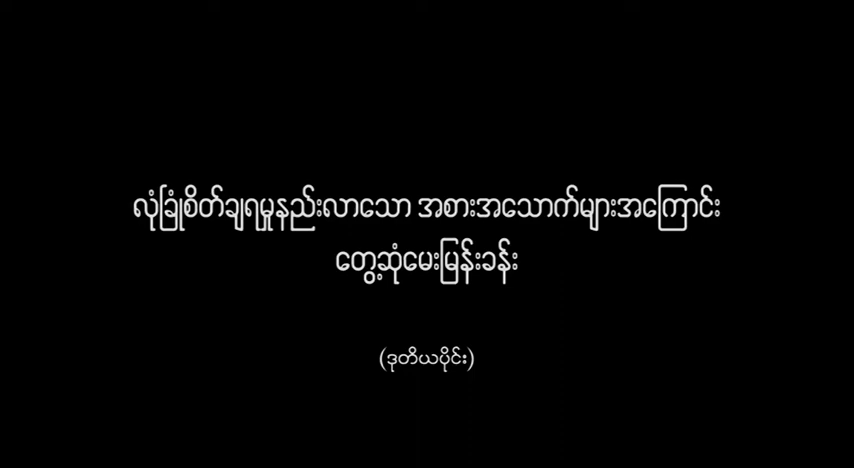 လုံခြုံစိတ်ချရမှုနည်းလာသော အစားအသောက်များအကြောင်း
တွေ့ဆုံမေးမြန်းခန်း
(ဒုတိယပိုင်း)